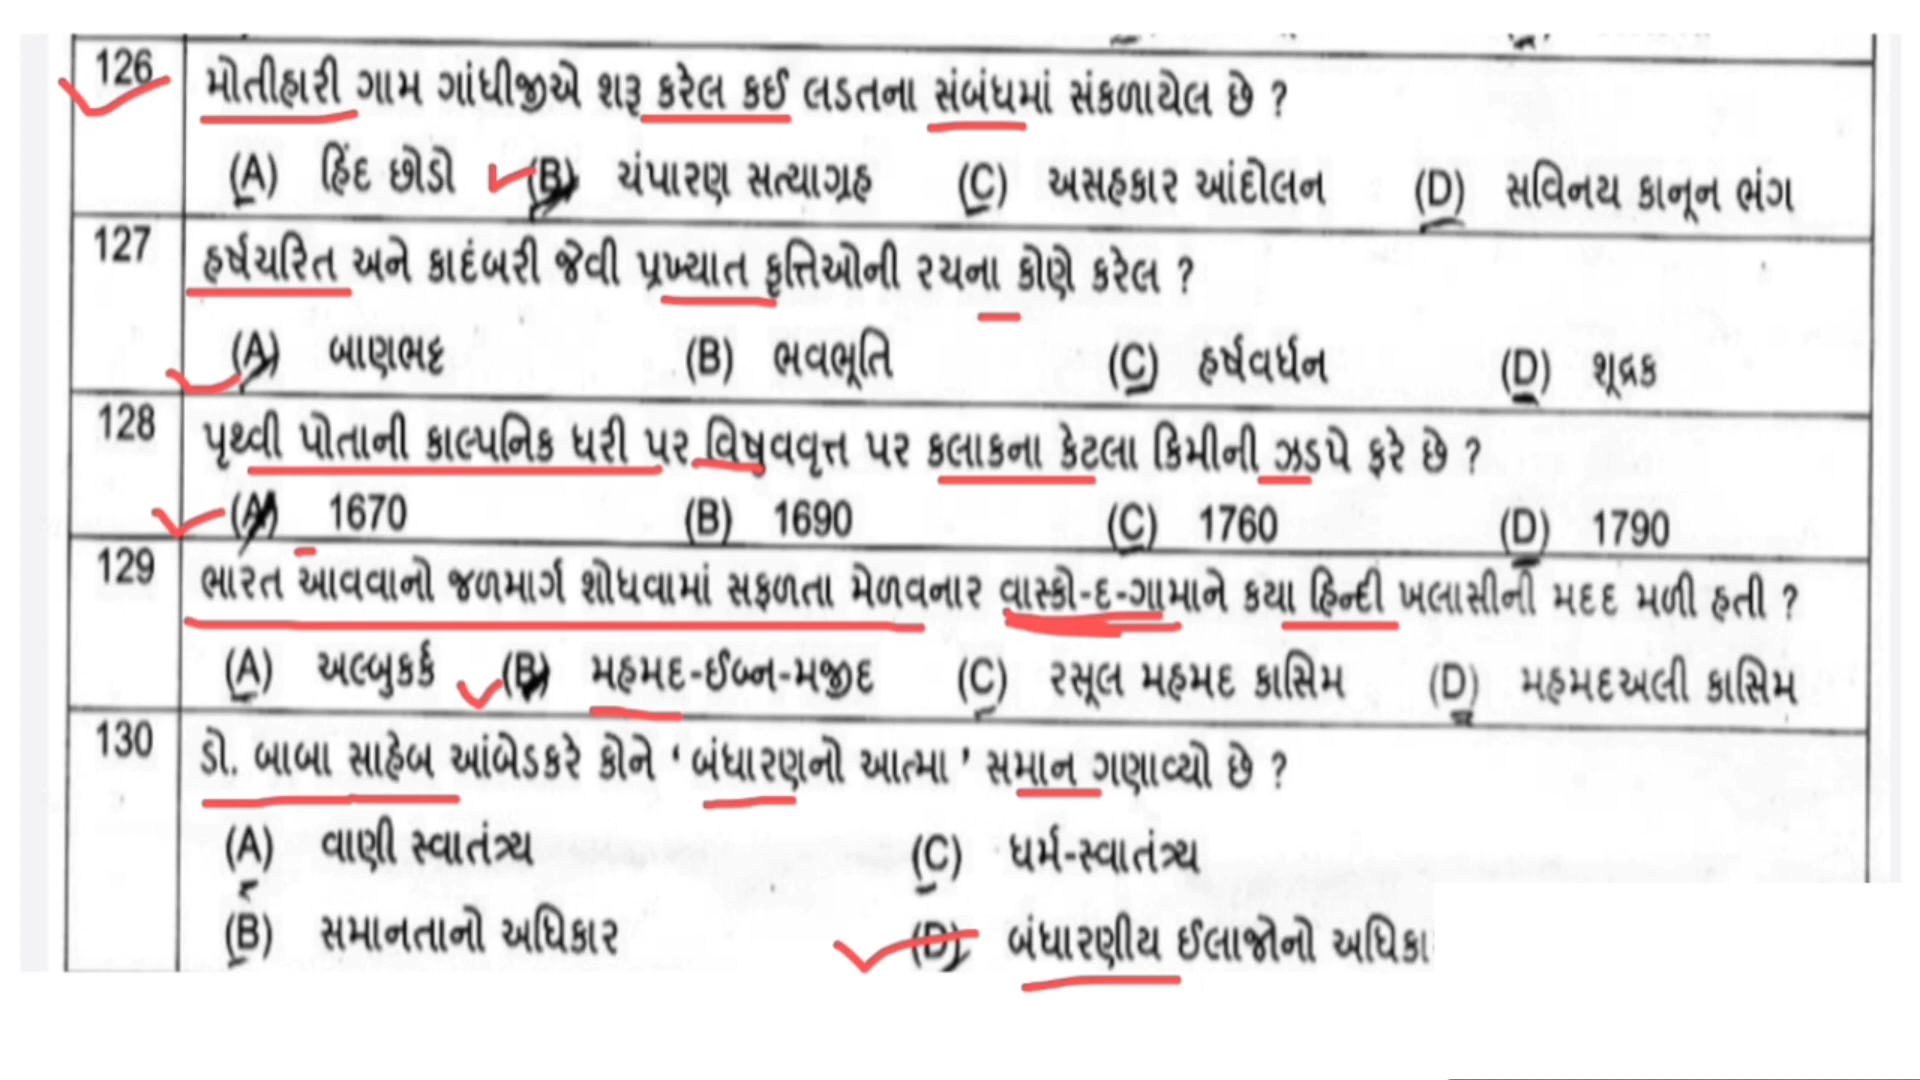 126 મોતીહારી ગામ ગાંધીજીએ શરૂ કરેલ કઈ લડતના સંબંધમાં સંકળાયેલ છે ?
(A) હિંદ છોડો (B) ચંપારણ સત્યાગ્રહ (C) અસહકાર આંદોલન (D) સવિનય કાનૂન ભંગ
127 હર્ષચરિત અને કાદંબરી જેવી પ્રખ્યાત કૃત્તિઓની રચના કોણે કરેલ ?
(A) બાણભટ્ટ (B) ભવભૂતિ (C) હર્ષવર્ધન (D) શૂદ્રક
128 પૃથ્વી પોતાની કાલ્પનિક ધરી પર વિષુવવૃત્ત પર કલાકના કેટલા કિમીની ઝડપે ફરે છે ?
(A) 1670 (B) 1690 (C) 1760 (D) 1790
129 ભારત આવવાનો જળમાર્ગ શોધવામાં સફળતા મેળવનાર વાસ્કો-દ-ગામાને કયા હિન્દી ખલાસીની મદદ મળી હતી ?
(A) અલ્બુકર્ક (B) મહમદ-ઈબ્ન-મજીદ (C) રસૂલ મહમદ કાસિમ (D) મહમદઅલી કાસિમ
130 ડો. બાબા સાહેબ આંબેડકરે કોને ‘ બંધારણનો આત્મા ’ સમાન ગણાવ્યો છે ?
(A) વાણી સ્વાતંત્ર્ય (C) ધર્મ-સ્વાતંત્ર્ય
(B) સમાનતાનો અધિકાર (D) બંધારણીય ઈલાજોનો અધિકા